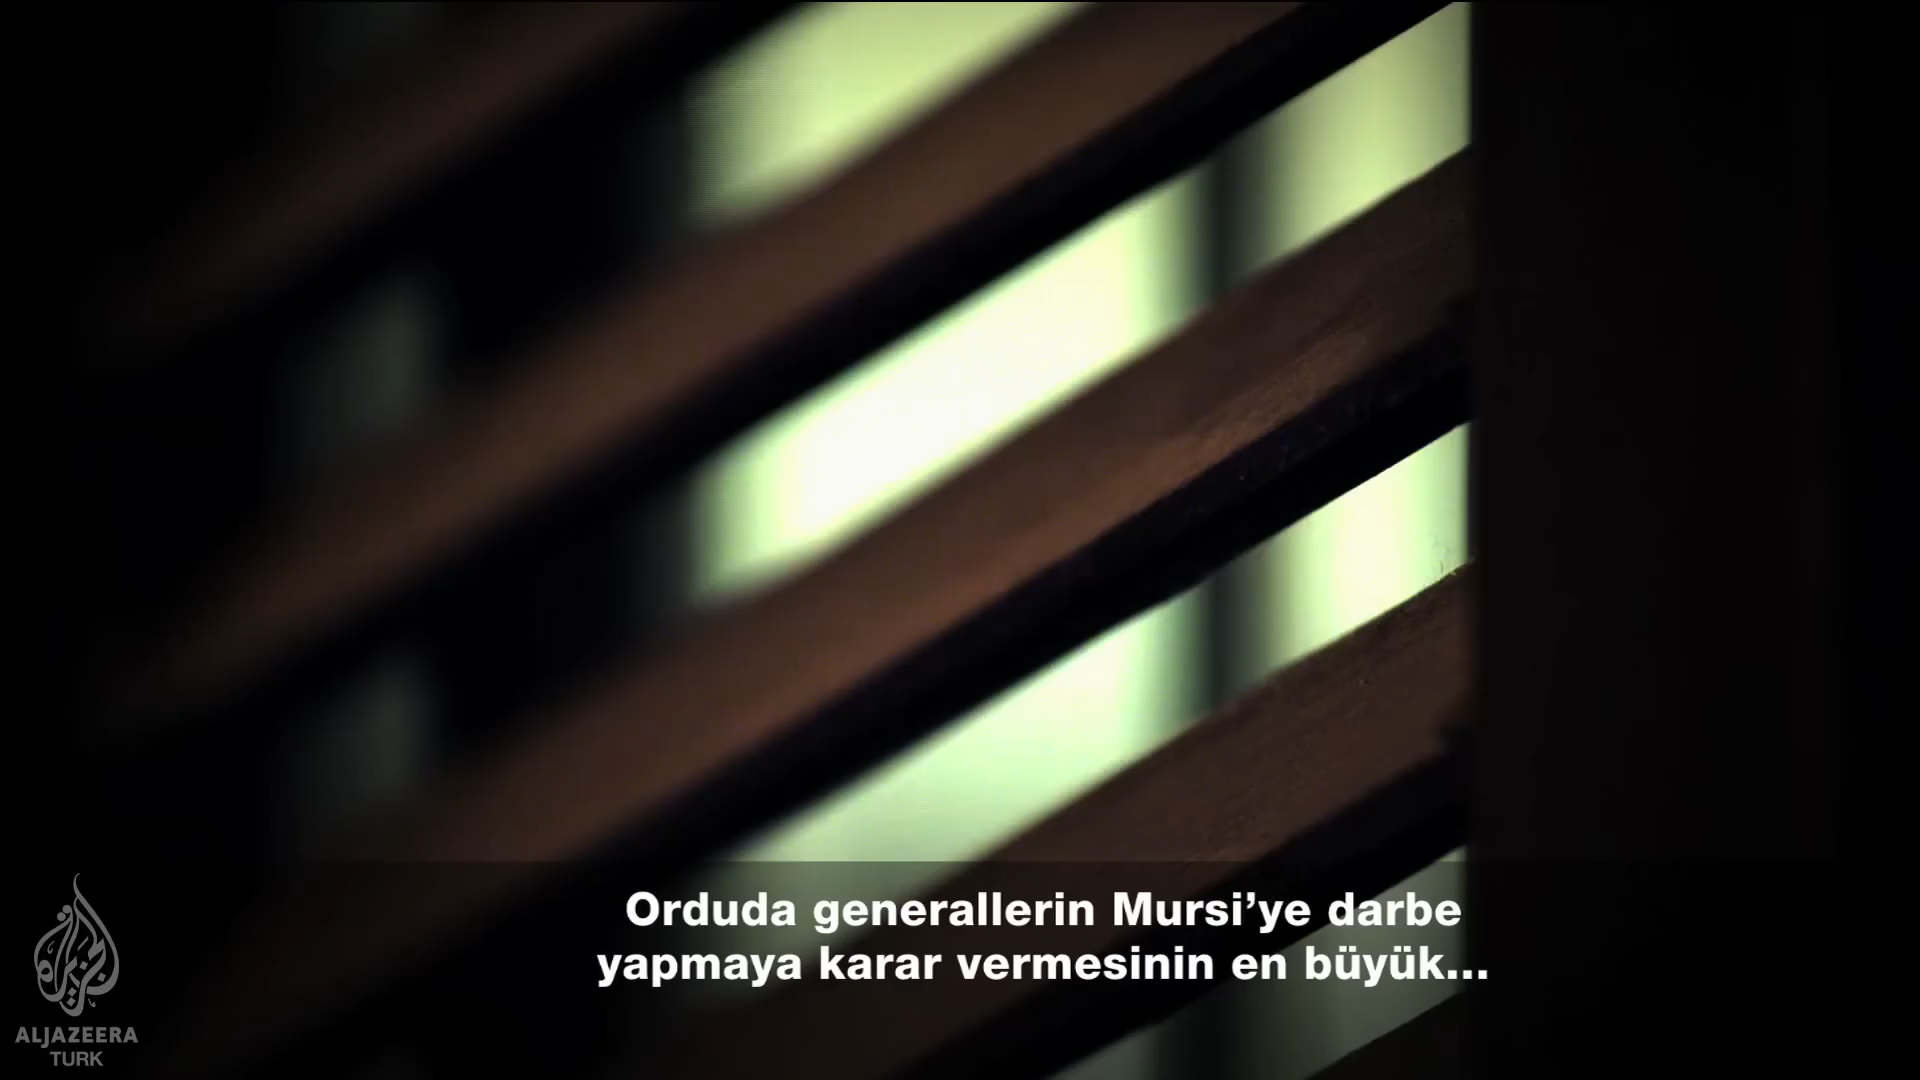 Orduda generallerin Mursi’ye darbe
yapmaya karar vermesinin en büyük...
ALJAZEERA
TURK